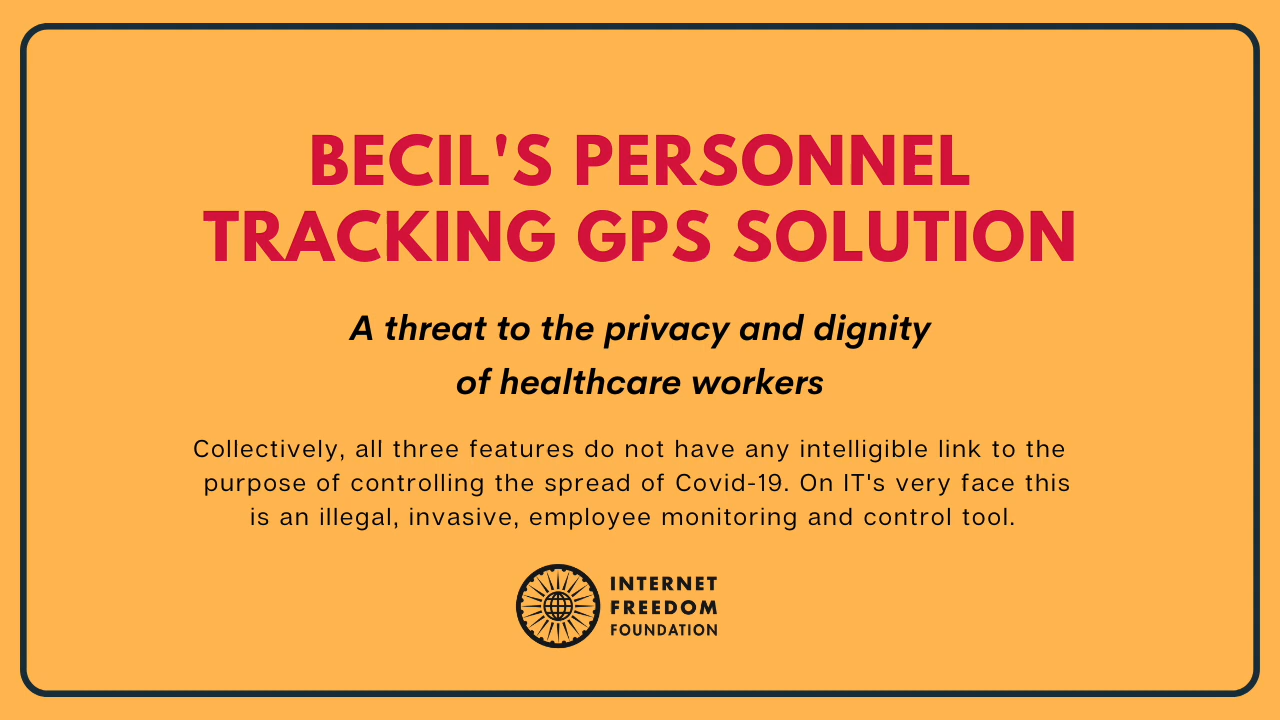 BECIL'S PERSONNEL
TRACKING GPS SOLUTION
A threat to the privacy and dignity
of healthcare workers
Collectively, all three features do not have any intelligible link to the
purpose of controlling the spread of Covid-19. On IT's very face this
is an illegal, invasive, employee monitoring and control tool.
INTERNET
FREEDOM
FOUNDATION